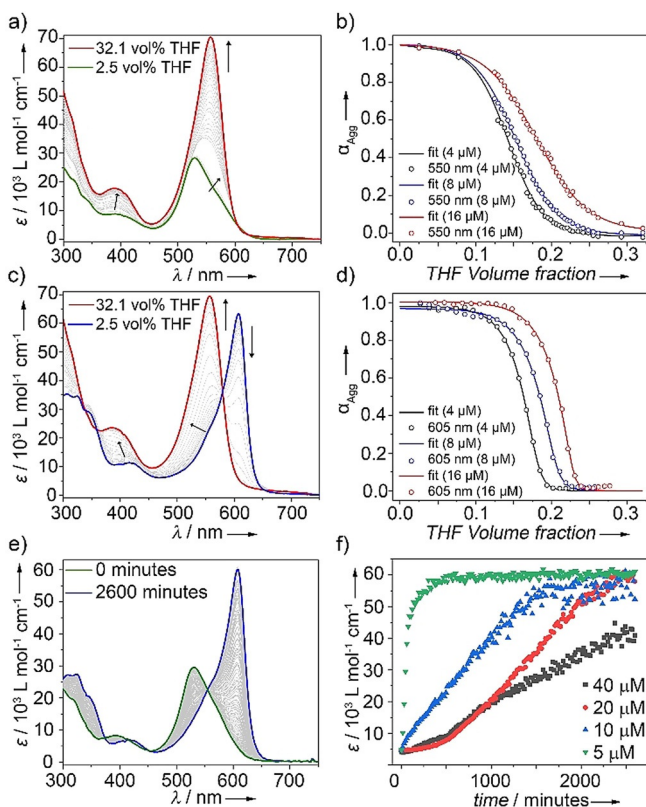 a)
32.1 vol% THF
2.5 vol% THF
ε / 10³ L mol⁻¹ cm⁻¹
70
60
50
40
30
20
10
0
300 400 500 600 700
λ / nm
b)
α_Agg
1.0
0.8
0.6
0.4
0.2
0.0
fit (4 μM)
550 nm (4 μM)
fit (8 μM)
550 nm (8 μM)
fit (16 μM)
550 nm (16 μM)
0.0 0.1 0.2 0.3
THF Volume fraction
c)
32.1 vol% THF
2.5 vol% THF
ε / 10³ L mol⁻¹ cm⁻¹
70
60
50
40
30
20
10
0
300 400 500 600 700
λ / nm
d)
α_Agg
1.0
0.8
0.6
0.4
0.2
0.0
fit (4 μM)
605 nm (4 μM)
fit (8 μM)
605 nm (8 μM)
fit (16 μM)
605 nm (16 μM)
0.0 0.1 0.2 0.3
THF Volume fraction
e)
0 minutes
2600 minutes
ε / 10³ L mol⁻¹ cm⁻¹
60
50
40
30
20
10
0
300 400 500 600 700
λ / nm
f)
ε / 10³ L mol⁻¹ cm⁻¹
60
50
40
30
20
10
0
40 μM
20 μM
10 μM
5 μM
0 1000 2000
time / minutes